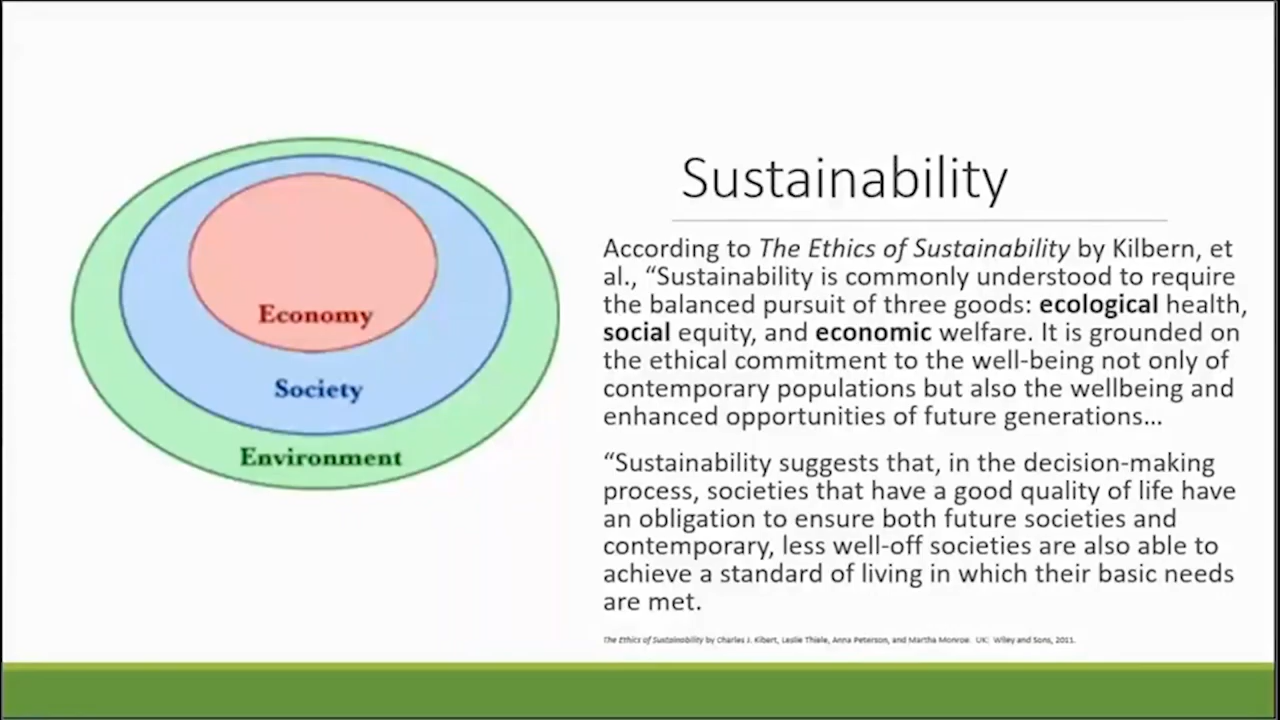 Economy
Society
Environment
Sustainability
According to The Ethics of Sustainability by Kilbern, et
al., “Sustainability is commonly understood to require
the balanced pursuit of three goods: ecological health,
social equity, and economic welfare. It is grounded on
the ethical commitment to the well-being not only of
contemporary populations but also the wellbeing and
enhanced opportunities of future generations…
“Sustainability suggests that, in the decision-making
process, societies that have a good quality of life have
an obligation to ensure both future societies and
contemporary, less well-off societies are also able to
achieve a standard of living in which their basic needs
are met.
The Ethics of Sustainability by Charles J. Kibert, Leslie Thiele, Anna Peterson, and Martha Monroe. UK: Wiley and Sons, 2011.